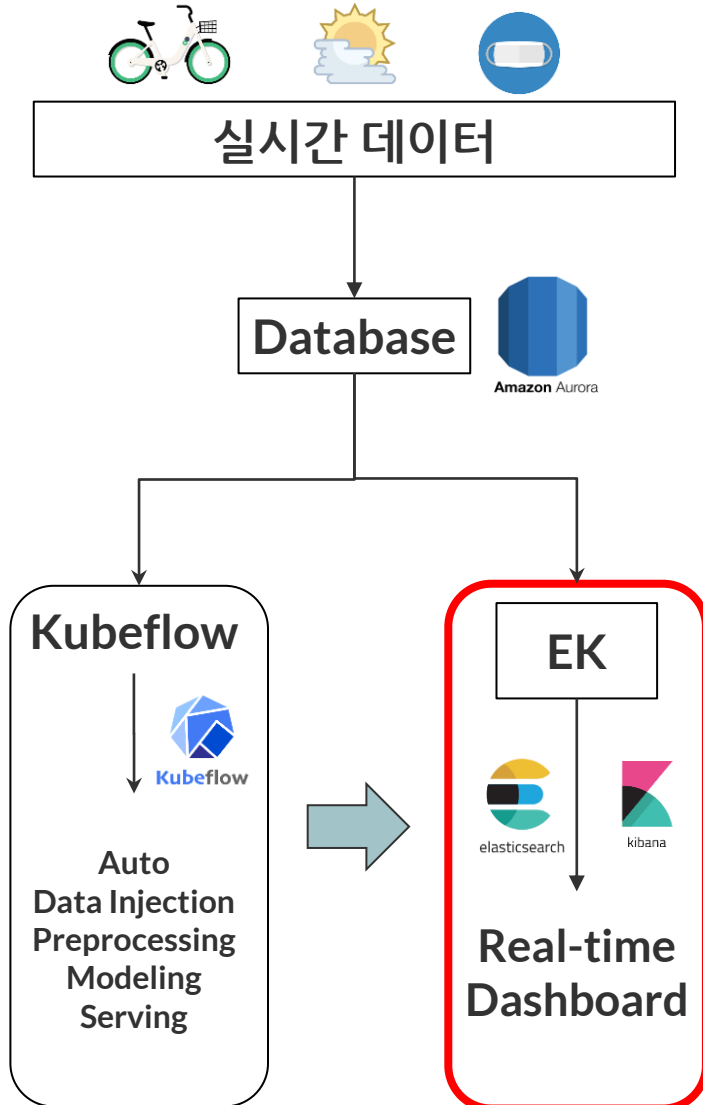 실시간 데이터
Database
Amazon Aurora
Kubeflow
Kubeflow
Auto
Data Injection
Preprocessing
Modeling
Serving
EK
elasticsearch
kibana
Real-time
Dashboard